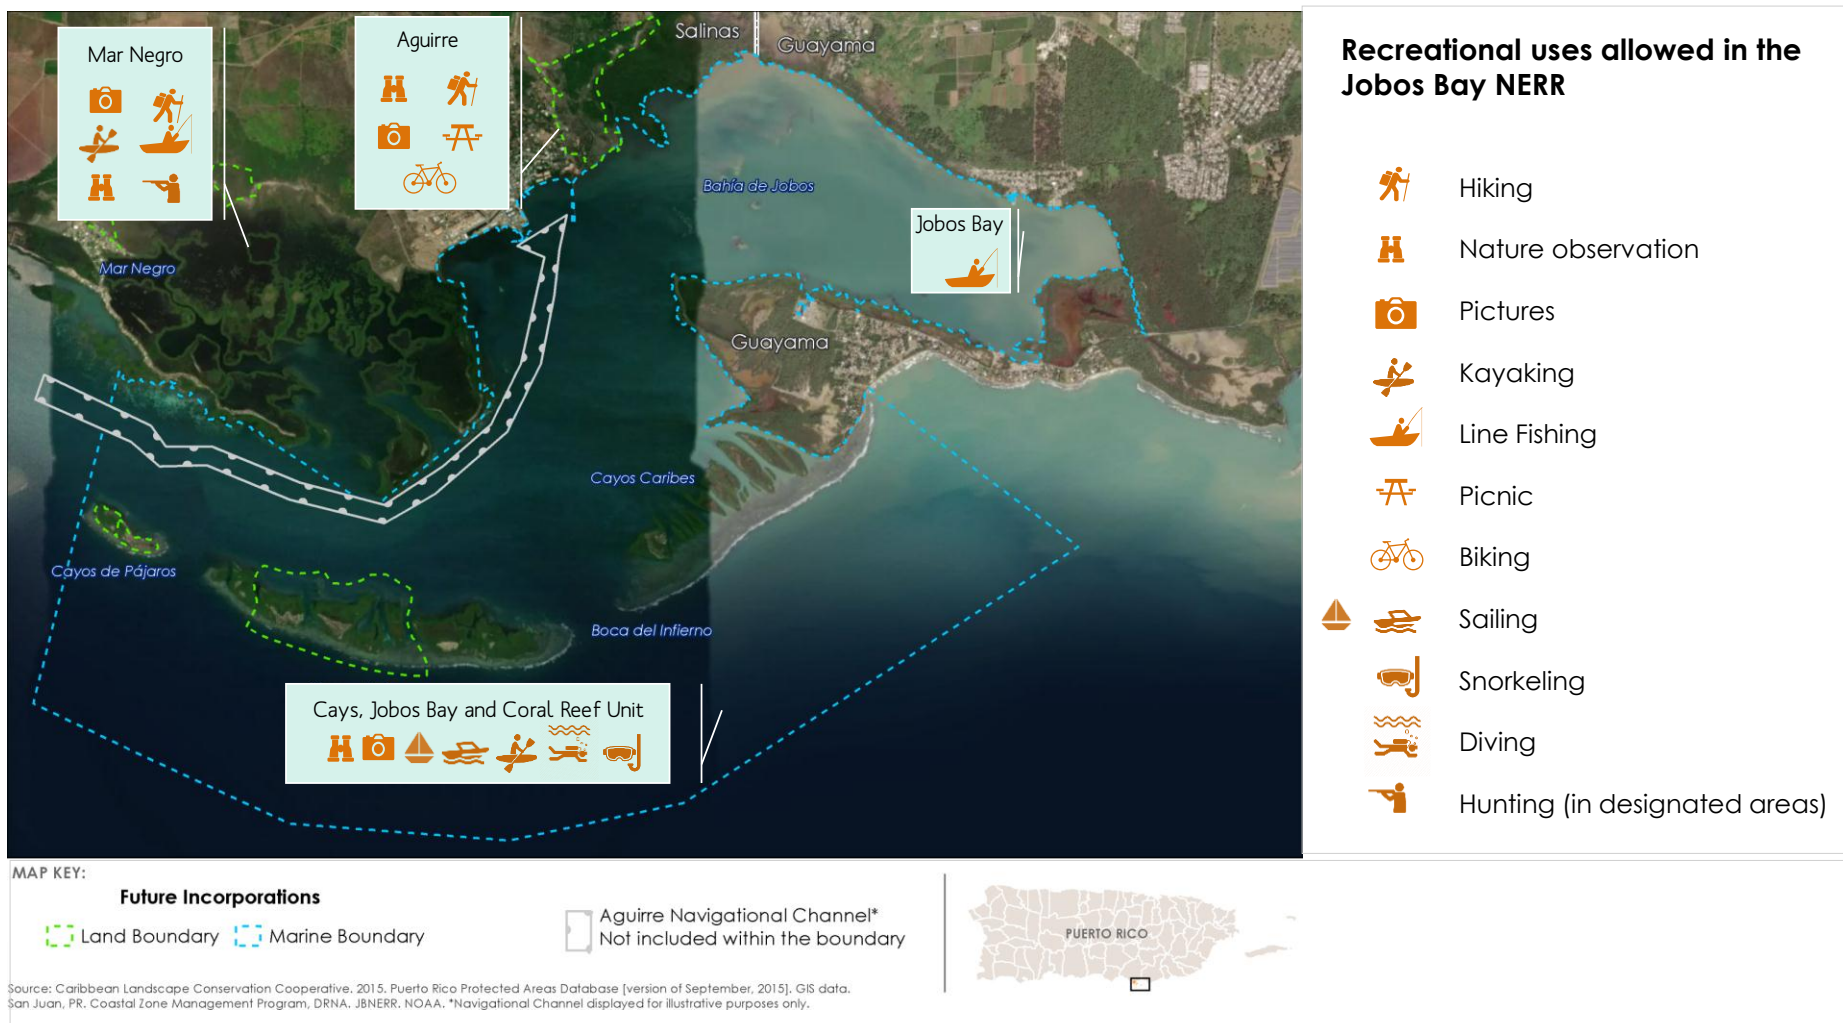 Salinas
Guayama
Mar Negro
Aguirre
Bahía de Jobos
Jobos Bay
Mar Negro
Guayama
Cayos Caribes
Cayos de Pájaros
Boca del Infierno
Cays, Jobos Bay and Coral Reef Unit
Recreational uses allowed in the
Jobos Bay NERR
Hiking
Nature observation
Pictures
Kayaking
Line Fishing
Picnic
Biking
Sailing
Snorkeling
Diving
Hunting (in designated areas)
MAP KEY:
Future Incorporations
Land Boundary
Marine Boundary
Aguirre Navigational Channel*
Not included within the boundary
PUERTO RICO
Source: Caribbean Landscape Conservation Cooperative. 2015. Puerto Rico Protected Areas Database [version of September, 2015]. GIS data.
San Juan, PR. Coastal Zone Management Program, DRNA. JBNERR. NOAA. *Navigational Channel displayed for illustrative purposes only.